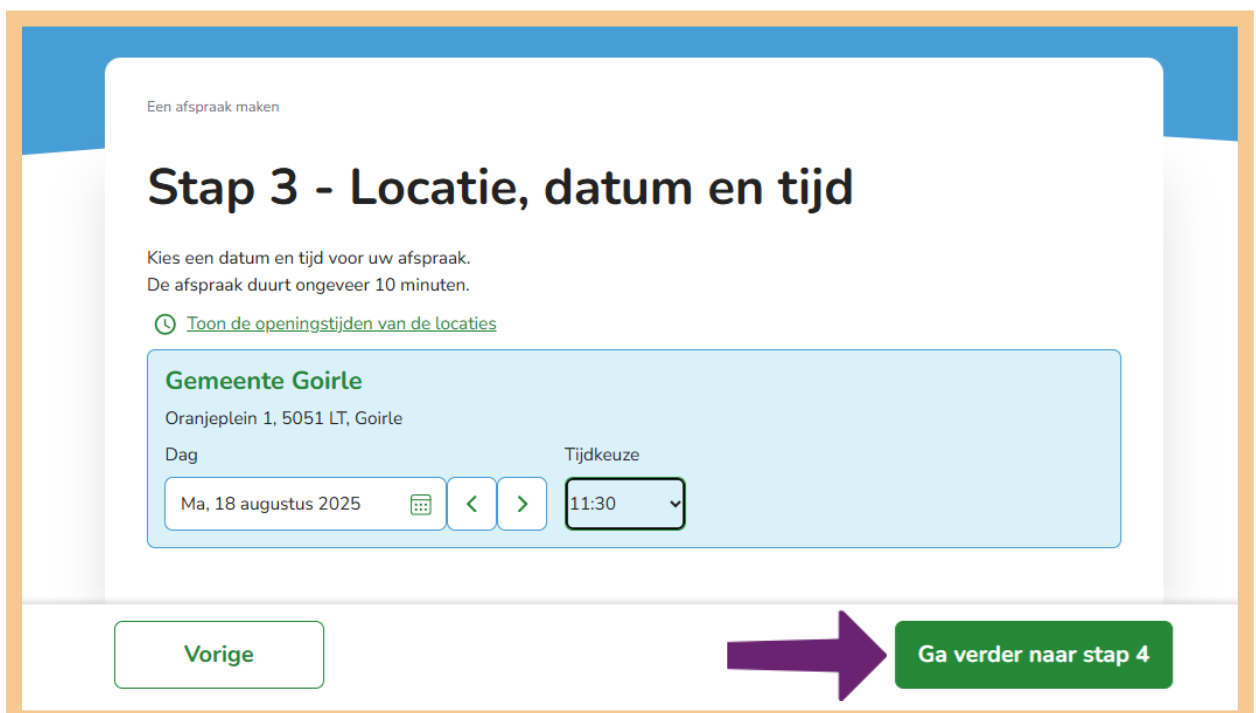 Een afspraak maken
Stap 3 - Locatie, datum en tijd
Kies een datum en tijd voor uw afspraak.
De afspraak duurt ongeveer 10 minuten.
Toon de openingstijden van de locaties
Gemeente Goirle
Oranjeplein 1, 5051 LT, Goirle
Dag Tijdkeuze
Ma, 18 augustus 2025 11:30
Vorige Ga verder naar stap 4